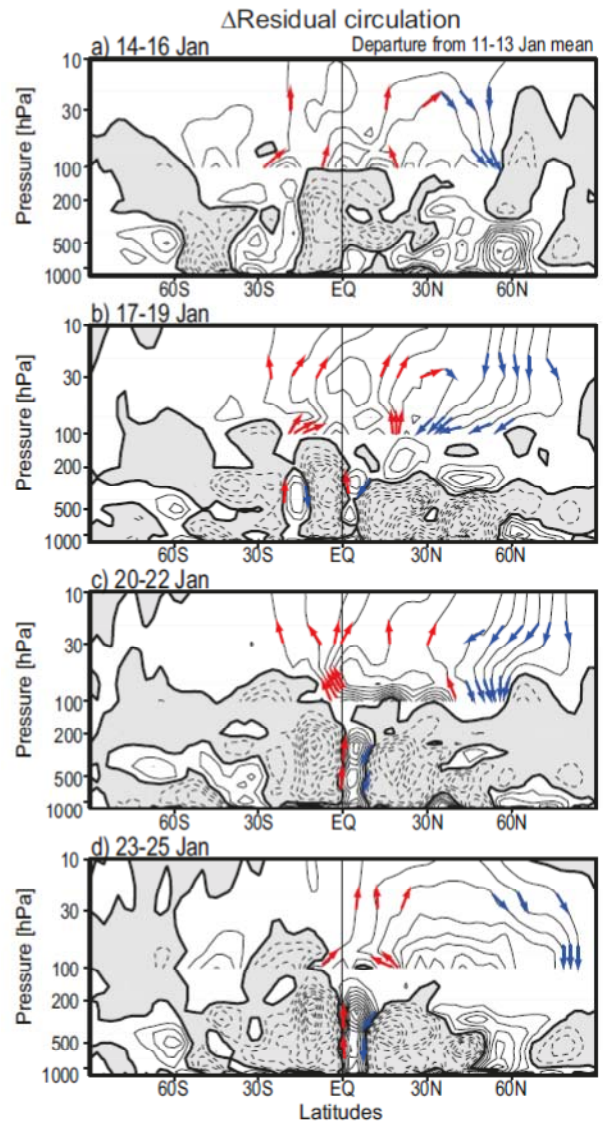 ΔResidual circulation
a) 14-16 Jan Departure from 11-13 Jan mean
Pressure [hPa]
10
30
100
200
500
1000
60S 30S EQ 30N 60N
b) 17-19 Jan
Pressure [hPa]
10
30
100
200
500
1000
60S 30S EQ 30N 60N
c) 20-22 Jan
Pressure [hPa]
10
30
100
200
500
1000
60S 30S EQ 30N 60N
d) 23-25 Jan
Pressure [hPa]
10
30
100
200
500
1000
60S 30S EQ 30N 60N
Latitudes